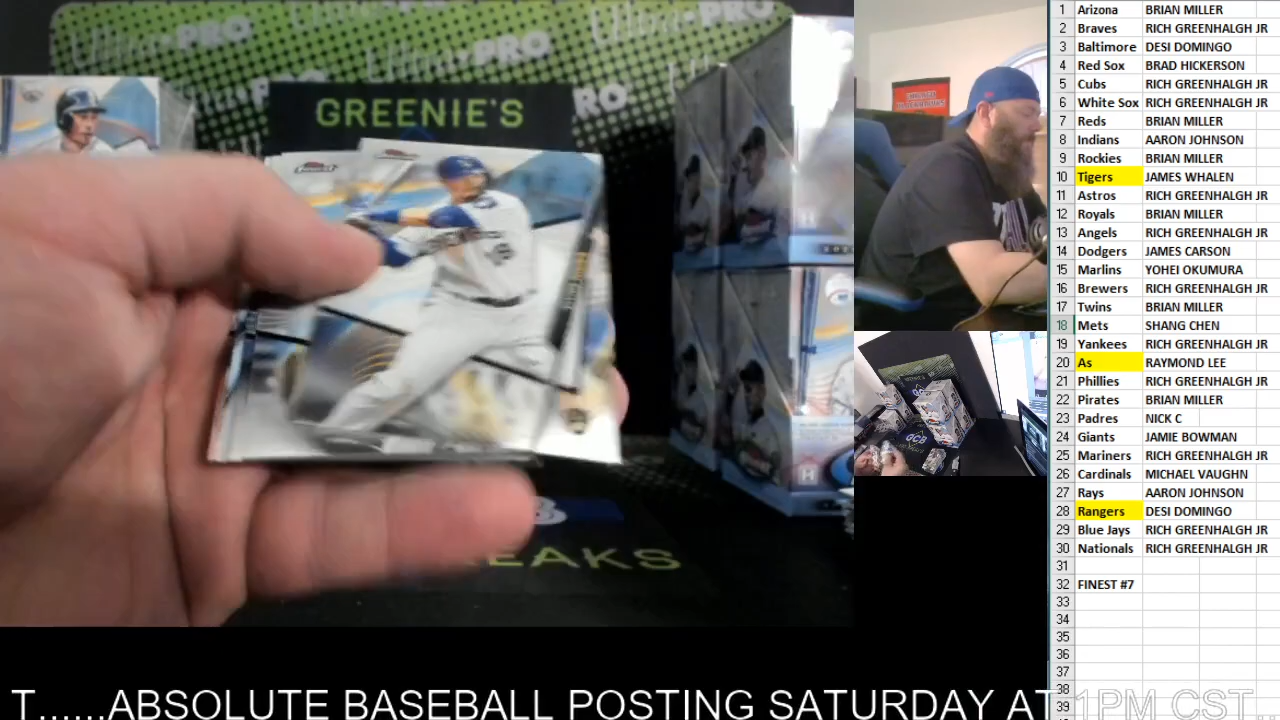 Ultra·PRO
GREENIE'S
BREAKS
1 Arizona BRIAN MILLER
2 Braves RICH GREENHALGH JR
3 Baltimore DESI DOMINGO
4 Red Sox BRAD HICKERSON
5 Cubs RICH GREENHALGH JR
6 White Sox RICH GREENHALGH JR
7 Reds BRIAN MILLER
8 Indians AARON JOHNSON
9 Rockies BRIAN MILLER
10 Tigers JAMES WHALEN
11 Astros RICH GREENHALGH JR
12 Royals BRIAN MILLER
13 Angels RICH GREENHALGH JR
14 Dodgers JAMES CARSON
15 Marlins YOHEI OKUMURA
16 Brewers RICH GREENHALGH JR
17 Twins BRIAN MILLER
18 Mets SHANG CHEN
19 Yankees RICH GREENHALGH JR
20 As RAYMOND LEE
21 Phillies RICH GREENHALGH JR
22 Pirates BRIAN MILLER
23 Padres NICK C
24 Giants JAMIE BOWMAN
25 Mariners RICH GREENHALGH JR
26 Cardinals MICHAEL VAUGHN
27 Rays AARON JOHNSON
28 Rangers DESI DOMINGO
29 Blue Jays RICH GREENHALGH JR
30 Nationals RICH GREENHALGH JR
31
32 FINEST #7
33
34
35
36
37
38
39
T......ABSOLUTE BASEBALL POSTING SATURDAY AT 1PM CST...